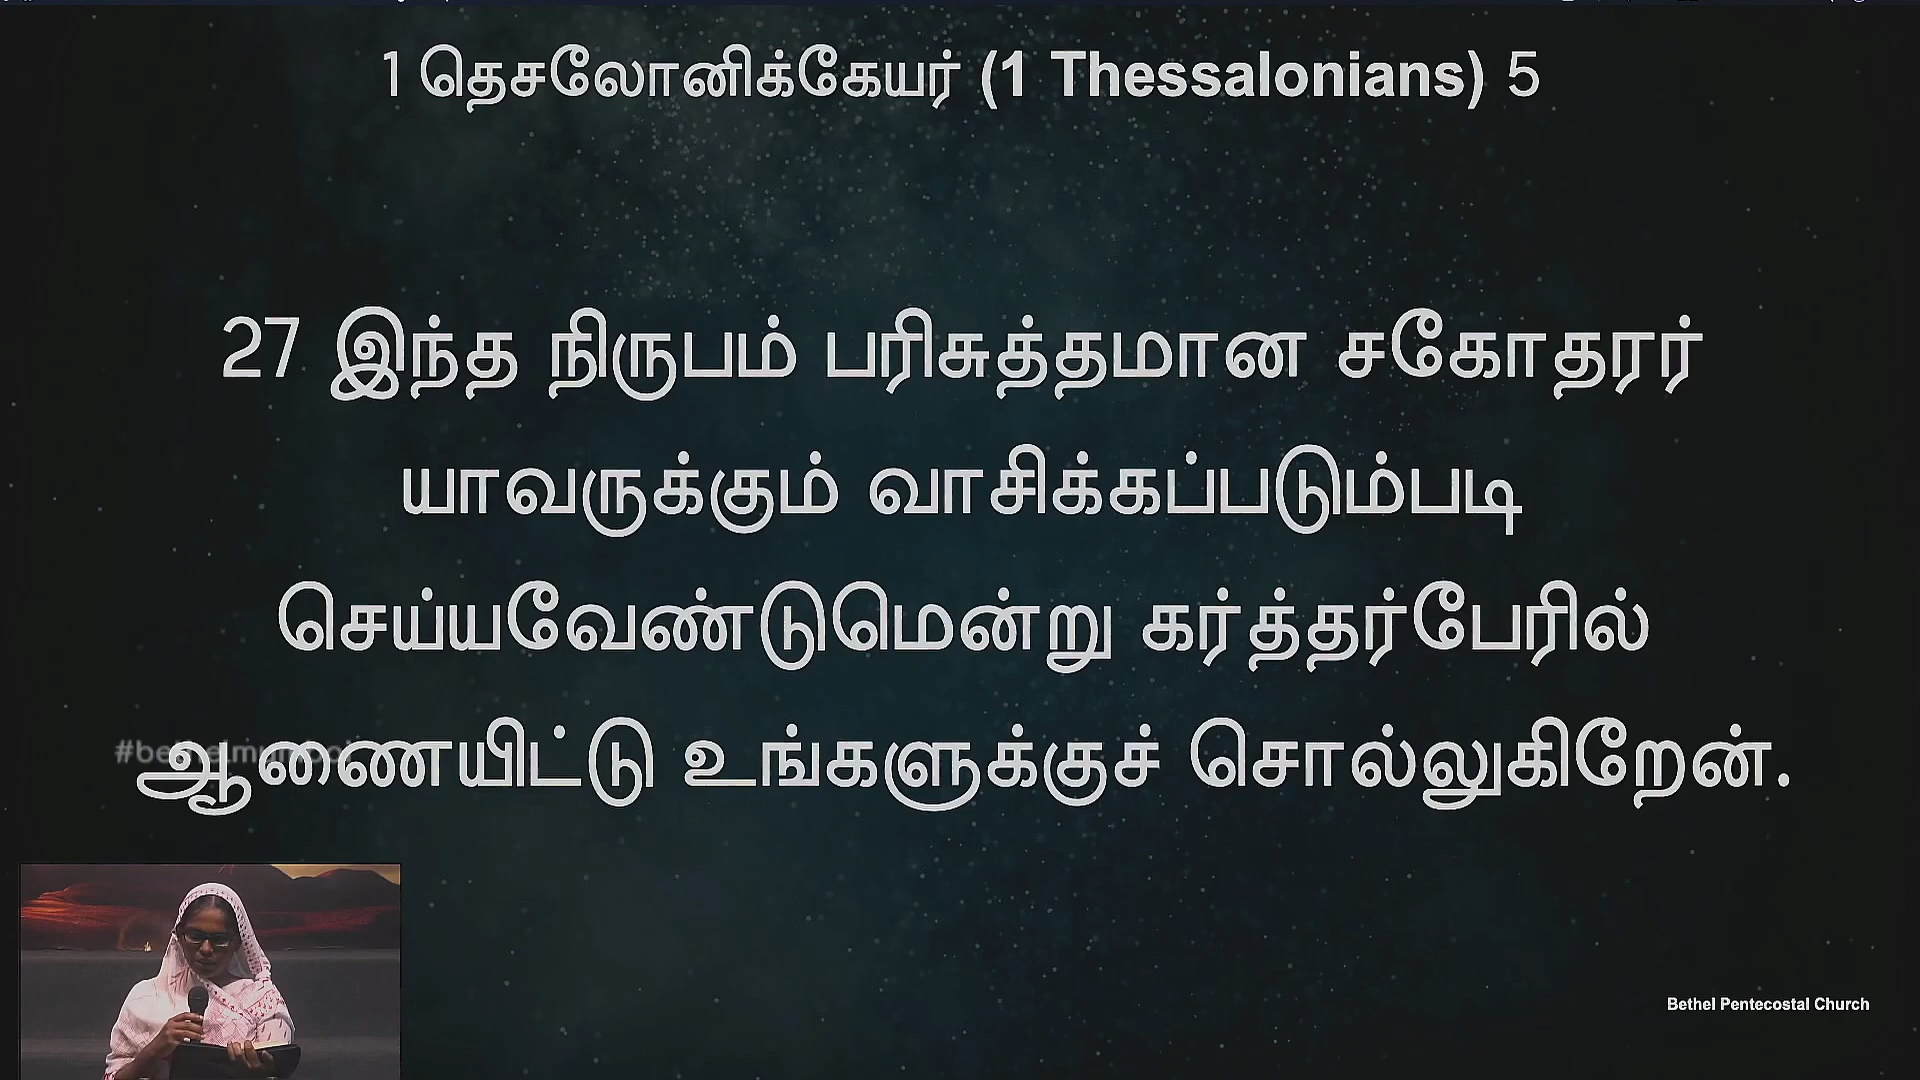 1 தெசலோனிக்கேயர் (1 Thessalonians) 5
27 இந்த நிருபம் பரிசுத்தமான சகோதரர்
யாவருக்கும் வாசிக்கப்படும்படி
செய்யவேண்டுமென்று கர்த்தர்பேரில்
ஆணையிட்டு உங்களுக்குச் சொல்லுகிறேன்.
Bethel Pentecostal Church